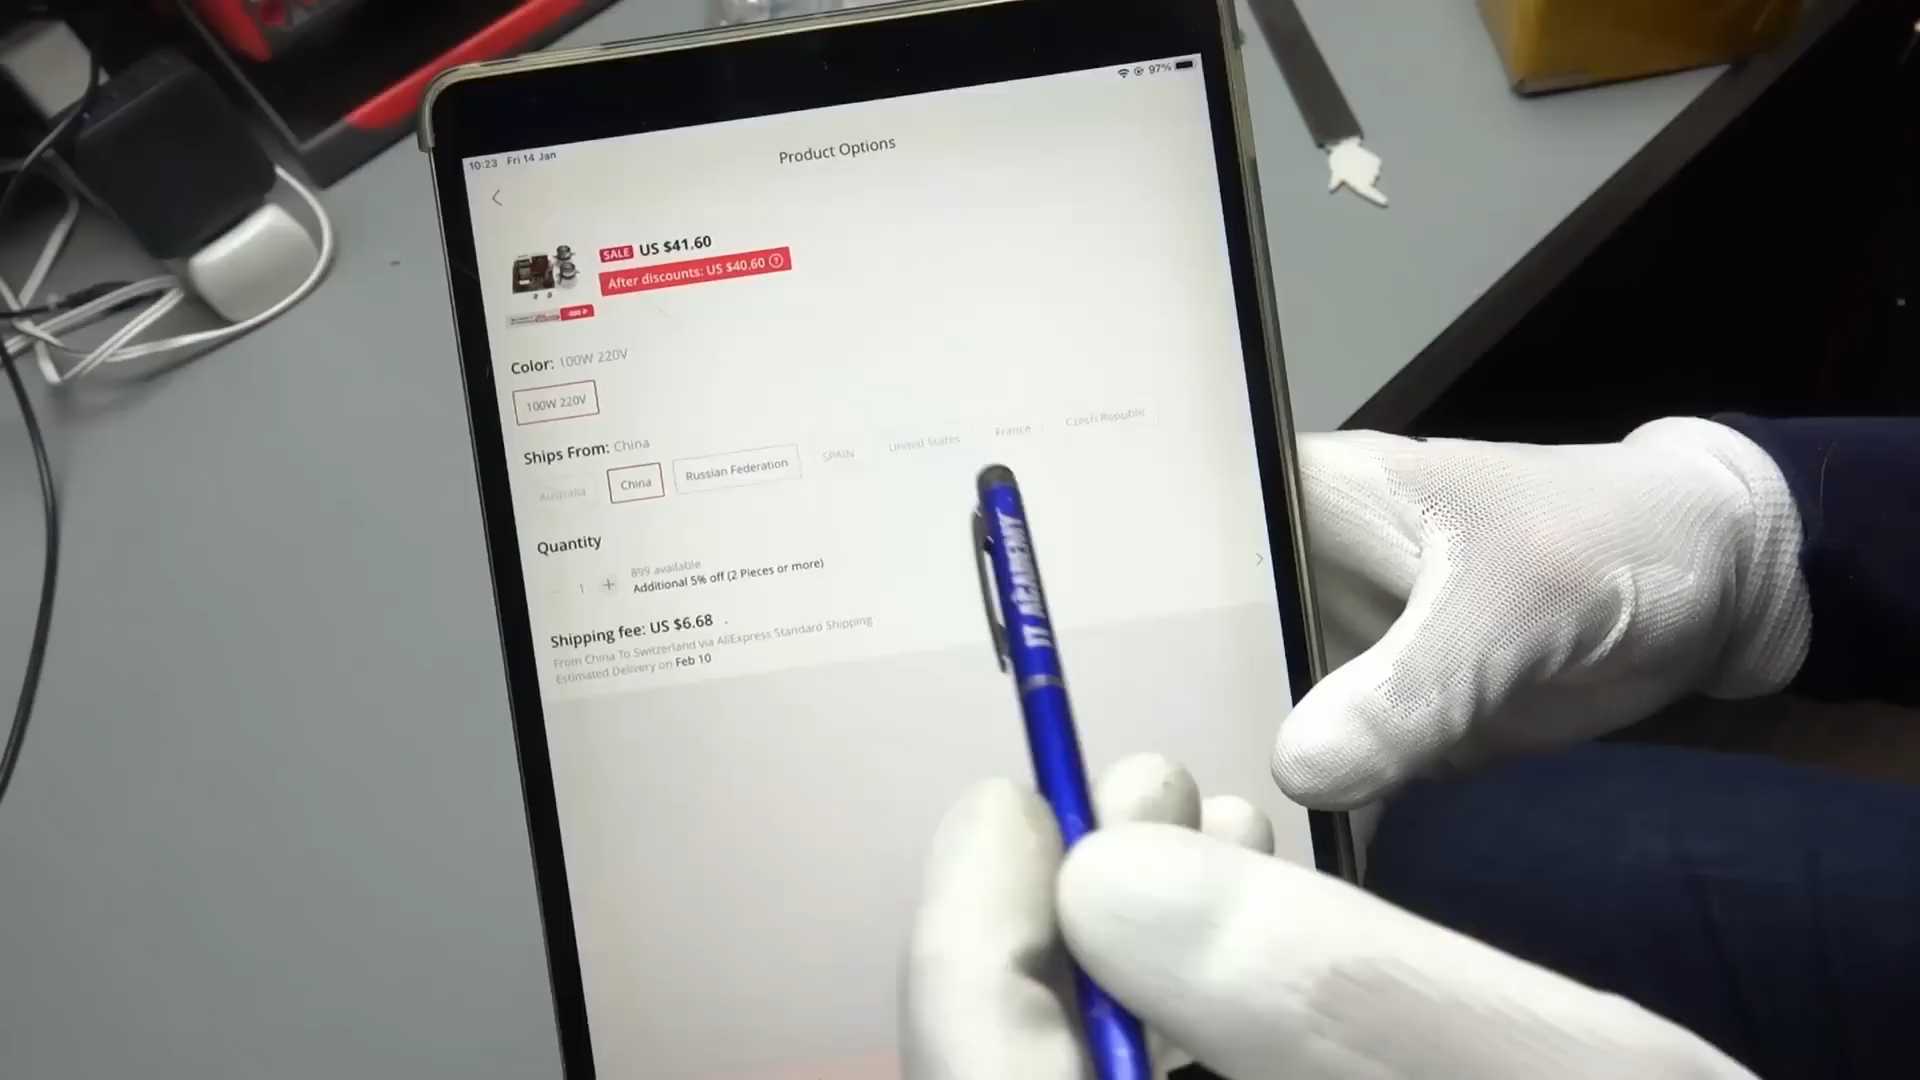 10:23 Fri 14 Jan
97%
Product Options
SALE US $41.60
After discounts: US $40.60 ?
Color: 100W 220V
100W 220V
Ships From: China
Australia China Russian Federation SPAIN United States France Czech Republic
Quantity
1 + 899 available
Additional 5% off (2 Pieces or more)
Shipping fee: US $6.68
From China To Switzerland via AliExpress Standard Shipping
Estimated Delivery on Feb 10
IT ACADEMY